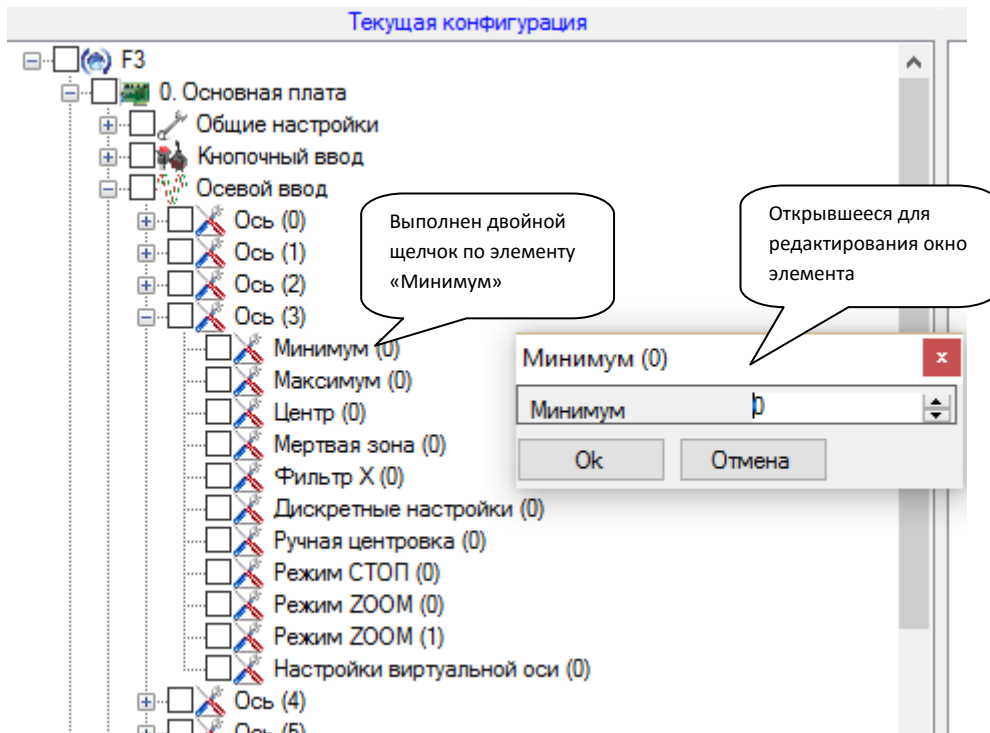 Текущая конфигурация
F3
0. Основная плата
Общие настройки
Кнопочный ввод
Осевой ввод
Ось (0)
Ось (1)
Ось (2)
Ось (3)
Минимум (0)
Максимум (0)
Центр (0)
Мертвая зона (0)
Фильтр X (0)
Дискретные настройки (0)
Ручная центровка (0)
Режим СТОП (0)
Режим ZOOM (0)
Режим ZOOM (1)
Настройки виртуальной оси (0)
Ось (4)
Ось (5)
Выполнен двойной
щелчок по элементу
«Минимум»
Открывшееся для
редактирования окно
элемента
Минимум (0)
x
Минимум 0
Ok Отмена